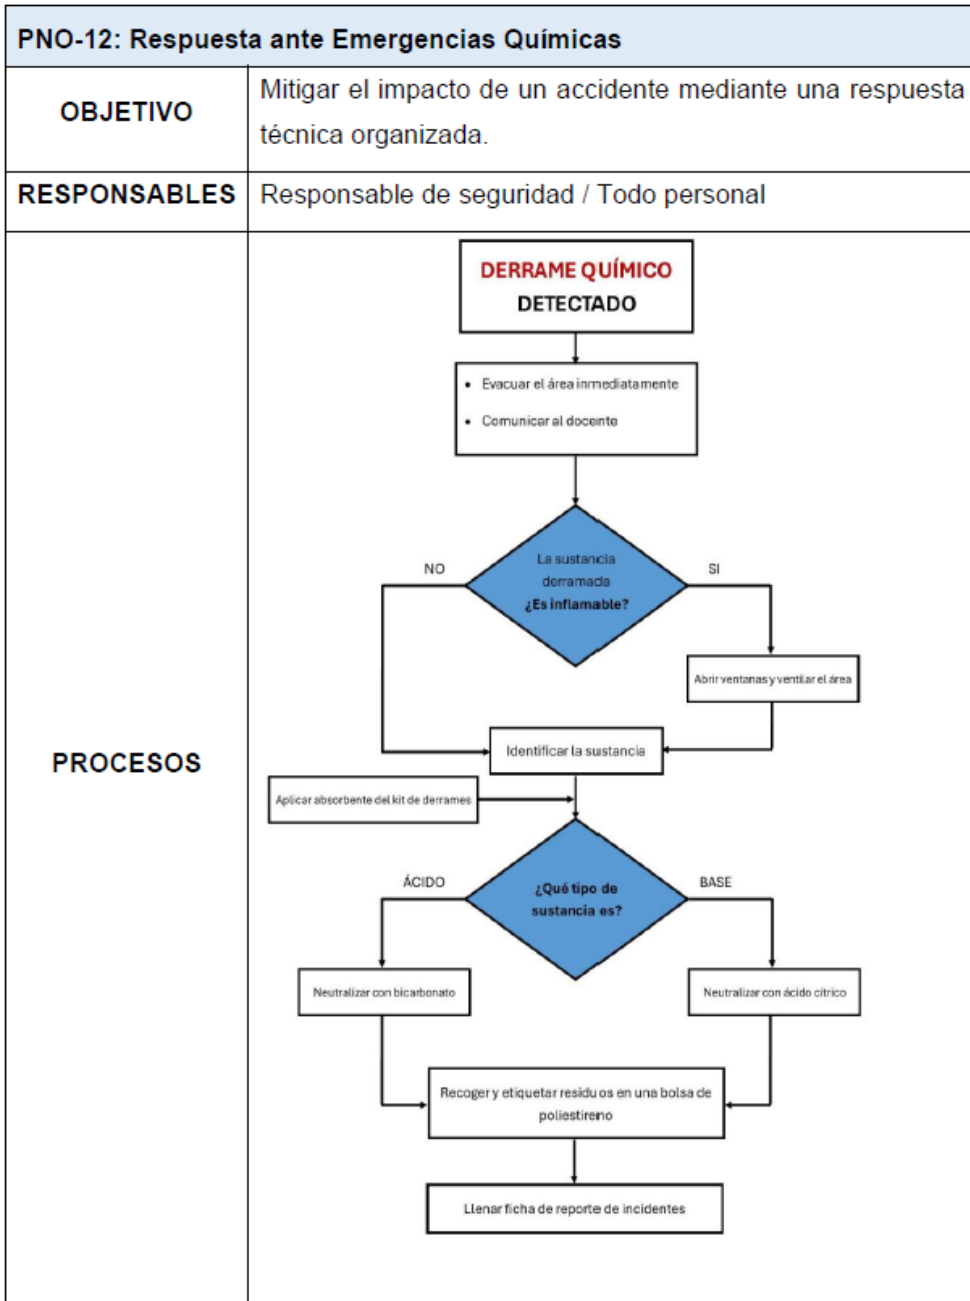 PNO-12: Respuesta ante Emergencias Químicas
OBJETIVO
Mitigar el impacto de un accidente mediante una respuesta
técnica organizada.
RESPONSABLES
Responsable de seguridad / Todo personal
PROCESOS
DERRAME QUÍMICO
DETECTADO
• Evacuar el área inmediatamente
• Comunicar al docente
La sustancia
derramada
¿Es inflamable?
NO
SI
Abrir ventanas y ventilar el área
Identificar la sustancia
Aplicar absorbente del kit de derrames
¿Qué tipo de
sustancia es?
ÁCIDO
BASE
Neutralizar con bicarbonato
Neutralizar con ácido cítrico
Recoger y etiquetar residuos en una bolsa de
poliestireno
Llenar ficha de reporte de incidentes